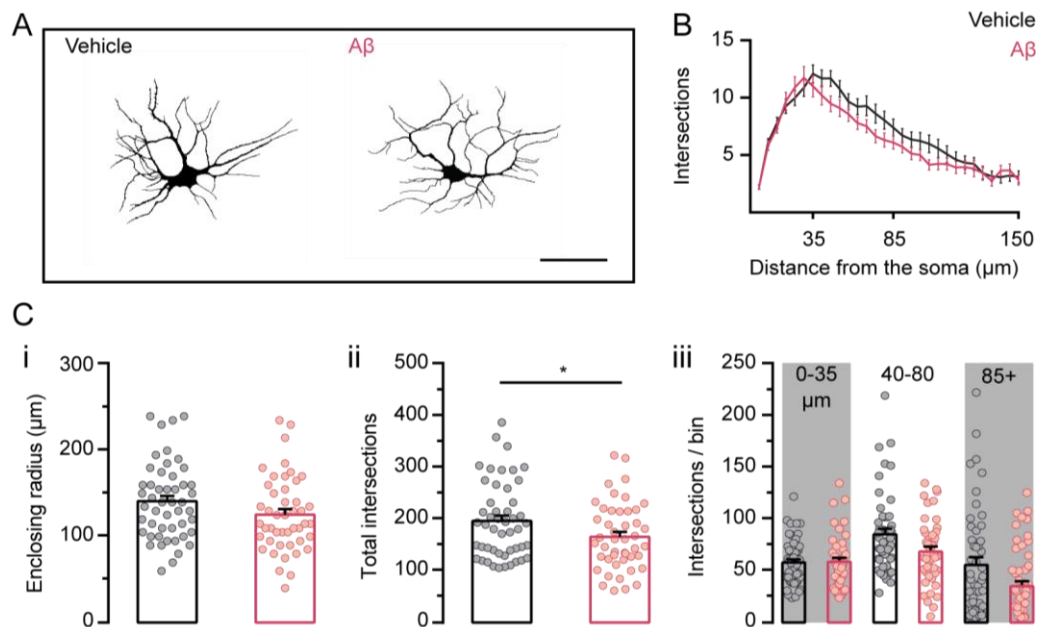 A
Vehicle
Aβ
B
Vehicle
Aβ
15
10
5
Intersections
35
85
150
Distance from the soma (μm)
C
i
300
200
100
0
Enclosing radius (μm)
ii
500
400
300
200
100
0
Total intersections
*
iii
250
200
150
100
50
0
Intersections / bin
0-35
μm
40-80
85+